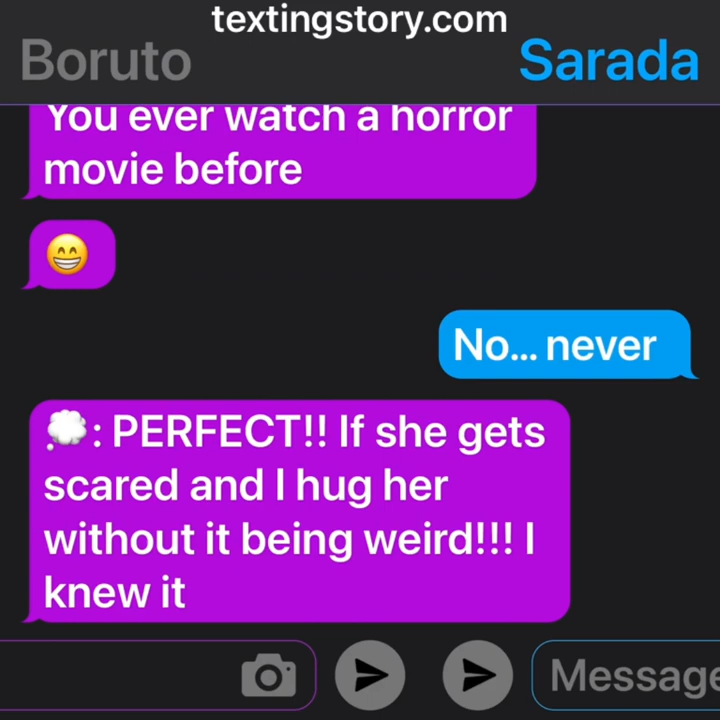 textingstory.com
Boruto
Sarada
You ever watch a horror
movie before
😁
No... never
💭: PERFECT!! If she gets
scared and I hug her
without it being weird!!! I
knew it
Message